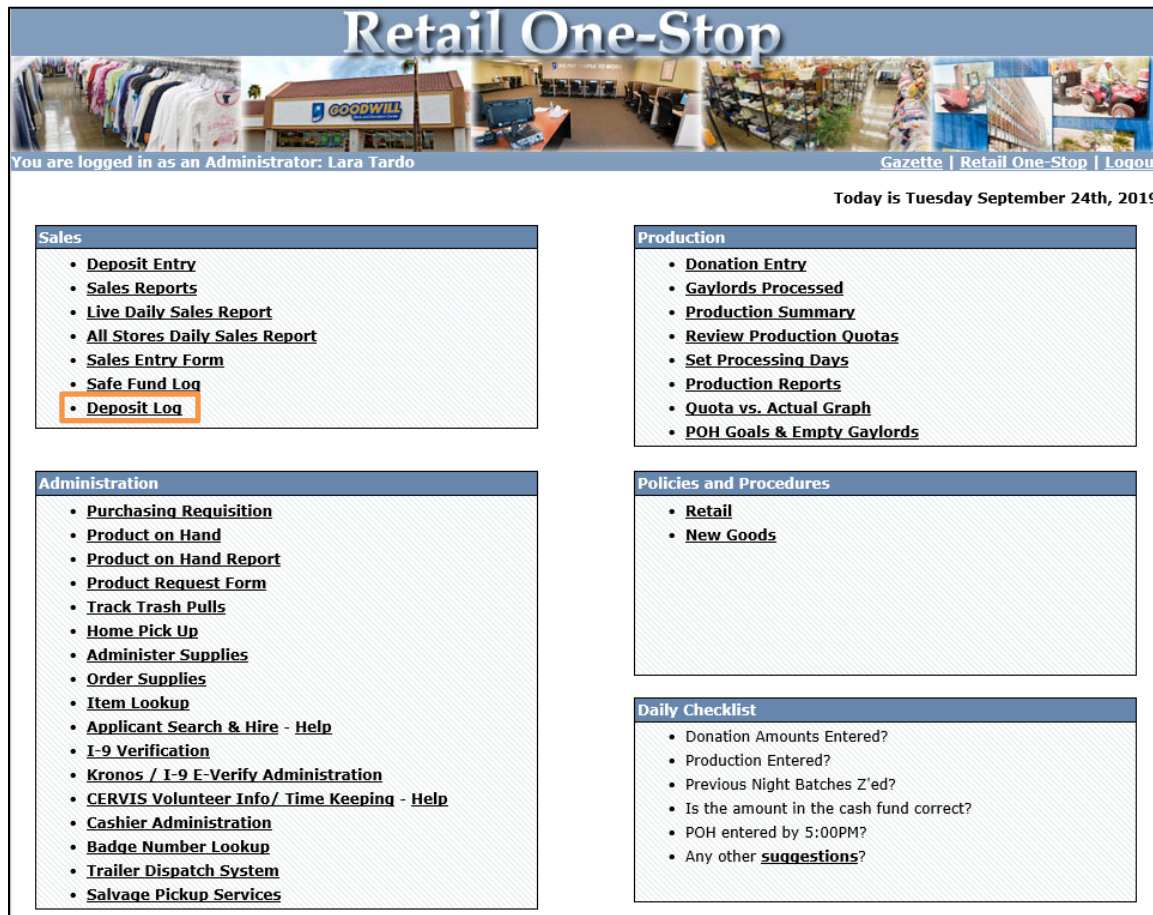 Retail One-Stop
GOODWILL
You are logged in as an Administrator: Lara Tardo
Gazette | Retail One-Stop | Logou
Today is Tuesday September 24th, 2019
Sales
• Deposit Entry
• Sales Reports
• Live Daily Sales Report
• All Stores Daily Sales Report
• Sales Entry Form
• Safe Fund Log
• Deposit Log
Production
• Donation Entry
• Gaylords Processed
• Production Summary
• Review Production Quotas
• Set Processing Days
• Production Reports
• Quota vs. Actual Graph
• POH Goals & Empty Gaylords
Administration
• Purchasing Requisition
• Product on Hand
• Product on Hand Report
• Product Request Form
• Track Trash Pulls
• Home Pick Up
• Administer Supplies
• Order Supplies
• Item Lookup
• Applicant Search & Hire - Help
• I-9 Verification
• Kronos / I-9 E-Verify Administration
• CERVIS Volunteer Info/ Time Keeping - Help
• Cashier Administration
• Badge Number Lookup
• Trailer Dispatch System
• Salvage Pickup Services
Policies and Procedures
• Retail
• New Goods
Daily Checklist
• Donation Amounts Entered?
• Production Entered?
• Previous Night Batches Z'ed?
• Is the amount in the cash fund correct?
• POH entered by 5:00PM?
• Any other suggestions?